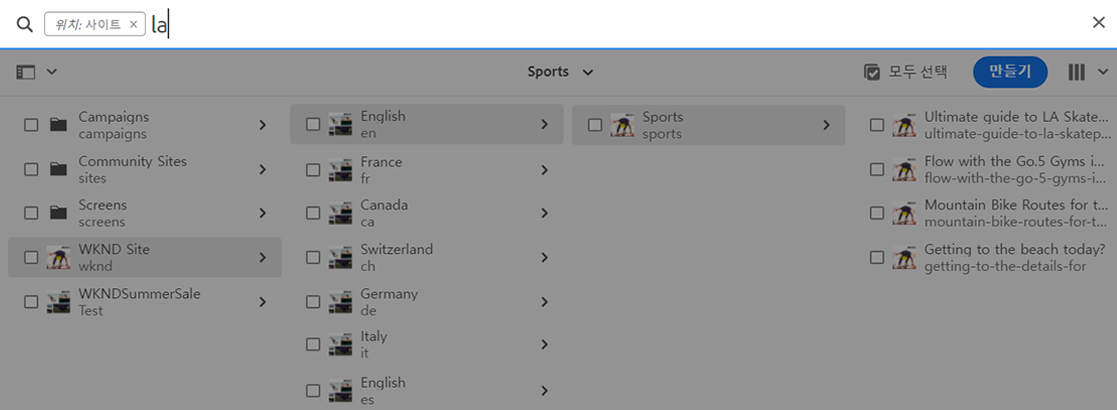 위치: 사이트 × la
Sports
모두 선택
만들기
Campaigns
campaigns
Community Sites
sites
Screens
screens
WKND Site
wknd
WKNDSummerSale
Test
English
en
France
fr
Canada
ca
Switzerland
ch
Germany
de
Italy
it
English
es
Sports
sports
Ultimate guide to LA Skate...
ultimate-guide-to-la-skatep...
Flow with the Go.5 Gyms i...
flow-with-the-go-5-gyms-i...
Mountain Bike Routes for t...
mountain-bike-routes-for-t...
Getting to the beach today?
getting-to-the-details-for